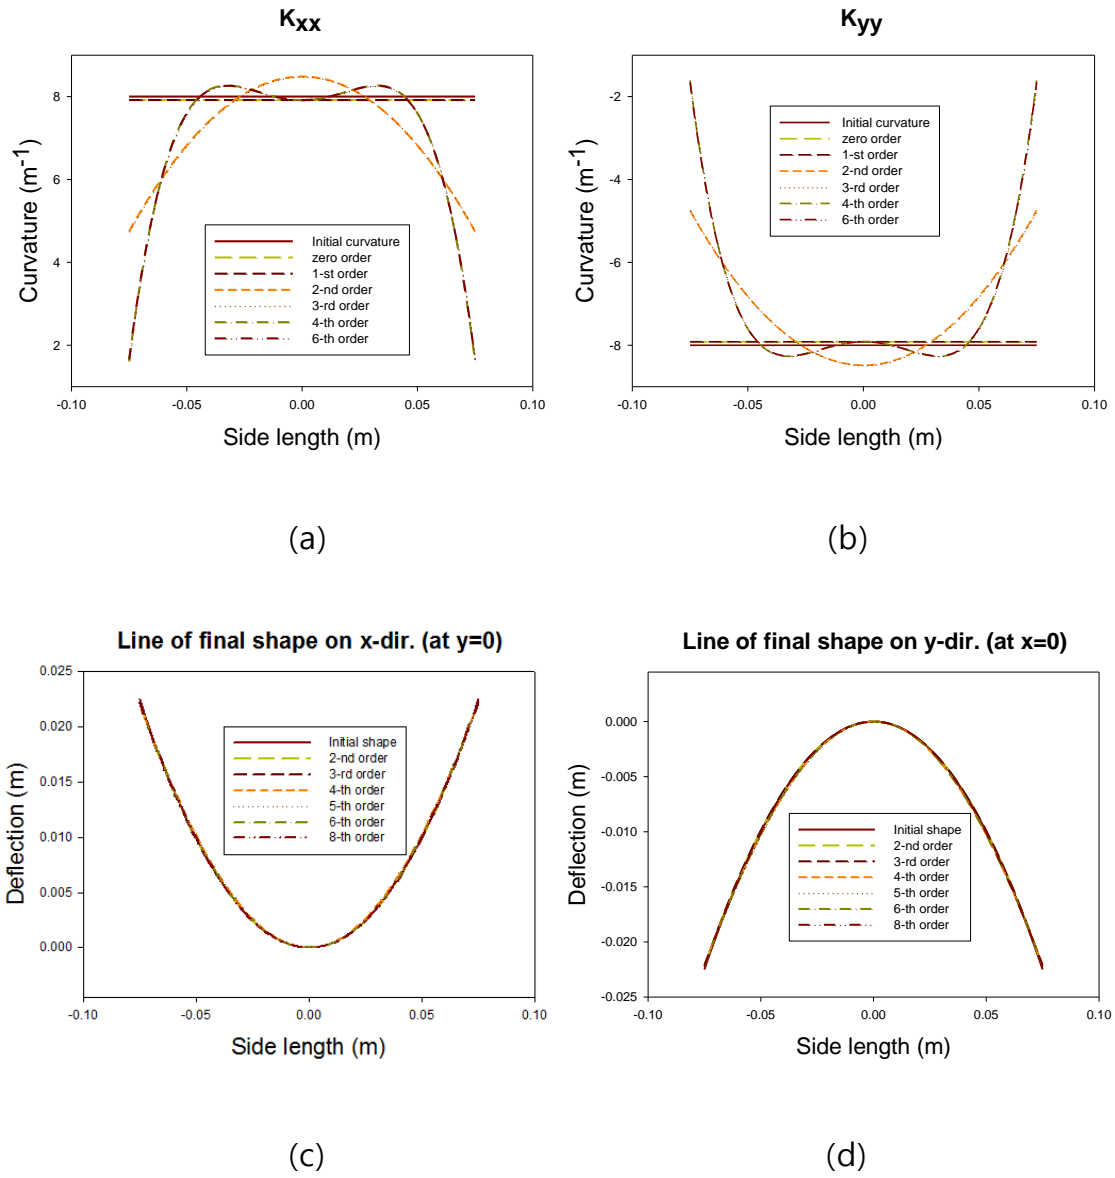 Kxx
Curvature (m-1)
8
6
4
2
Initial curvature
zero order
1-st order
2-nd order
3-rd order
4-th order
6-th order
-0.10
-0.05
0.00
0.05
0.10
Side length (m)
(a)
Kyy
Curvature (m-1)
-2
-4
-6
-8
Initial curvature
zero order
1-st order
2-nd order
3-rd order
4-th order
6-th order
-0.10
-0.05
0.00
0.05
0.10
Side length (m)
(b)
Line of final shape on x-dir. (at y=0)
Deflection (m)
0.025
0.020
0.015
0.010
0.005
0.000
Initial shape
2-nd order
3-rd order
4-th order
5-th order
6-th order
8-th order
-0.10
-0.05
0.00
0.05
0.10
Side length (m)
(c)
Line of final shape on y-dir. (at x=0)
Deflection (m)
0.000
-0.005
-0.010
-0.015
-0.020
-0.025
Initial shape
2-nd order
3-rd order
4-th order
5-th order
6-th order
8-th order
-0.10
-0.05
0.00
0.05
0.10
Side length (m)
(d)